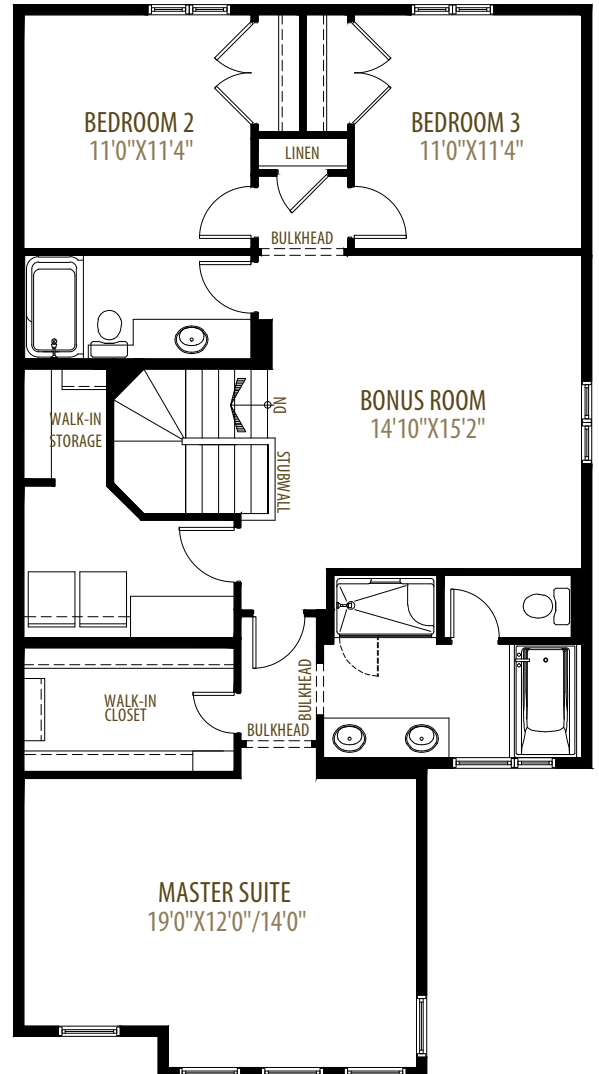 BEDROOM 2
11'0"X11'4"
BEDROOM 3
11'0"X11'4"
LINEN
BULKHEAD
WALK-IN
STORAGE
DN
STUBWALL
BONUS ROOM
14'10"X15'2"
WALK-IN
CLOSET
BULKHEAD
BULKHEAD
MASTER SUITE
19'0"X12'0"/14'0"